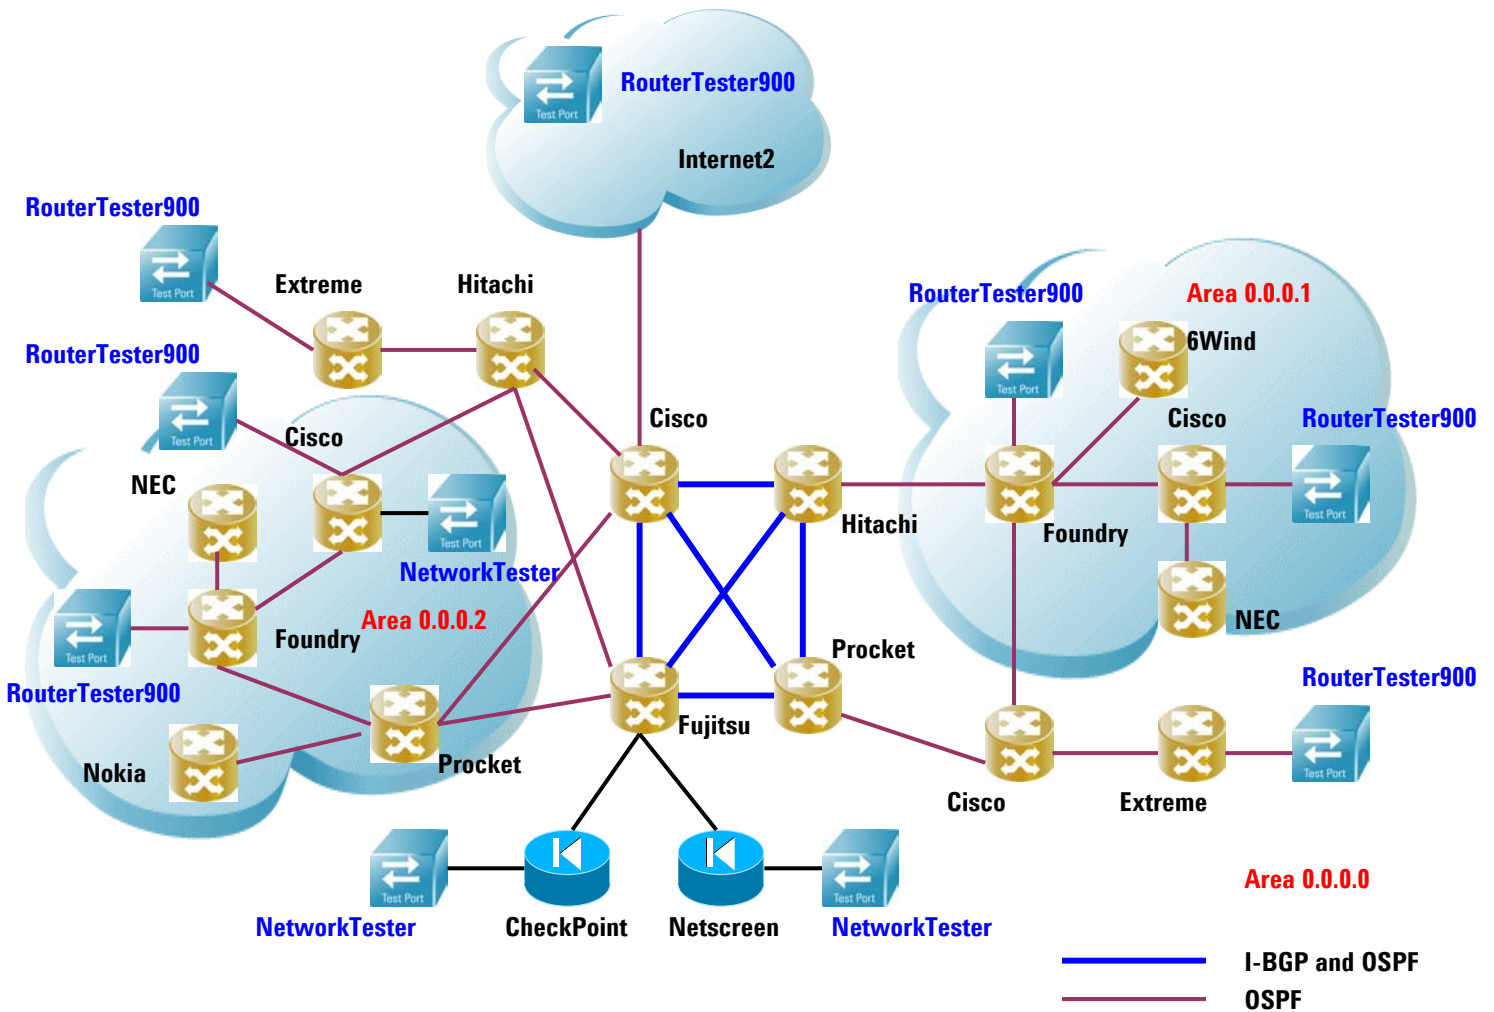 RouterTester900
Test Port
Internet2
RouterTester900
Test Port
Extreme
Hitachi
RouterTester900
Test Port
Cisco
NEC
Test Port
NetworkTester
Area 0.0.0.2
Test Port
Foundry
RouterTester900
Nokia
Procket
Cisco
Hitachi
Procket
Fujitsu
RouterTester900
Area 0.0.0.1
6Wind
Test Port
Cisco
RouterTester900
Test Port
Foundry
NEC
RouterTester900
Test Port
Cisco
Extreme
Test Port
NetworkTester
CheckPoint
Netscreen
Test Port
NetworkTester
Area 0.0.0.0
I-BGP and OSPF
OSPF